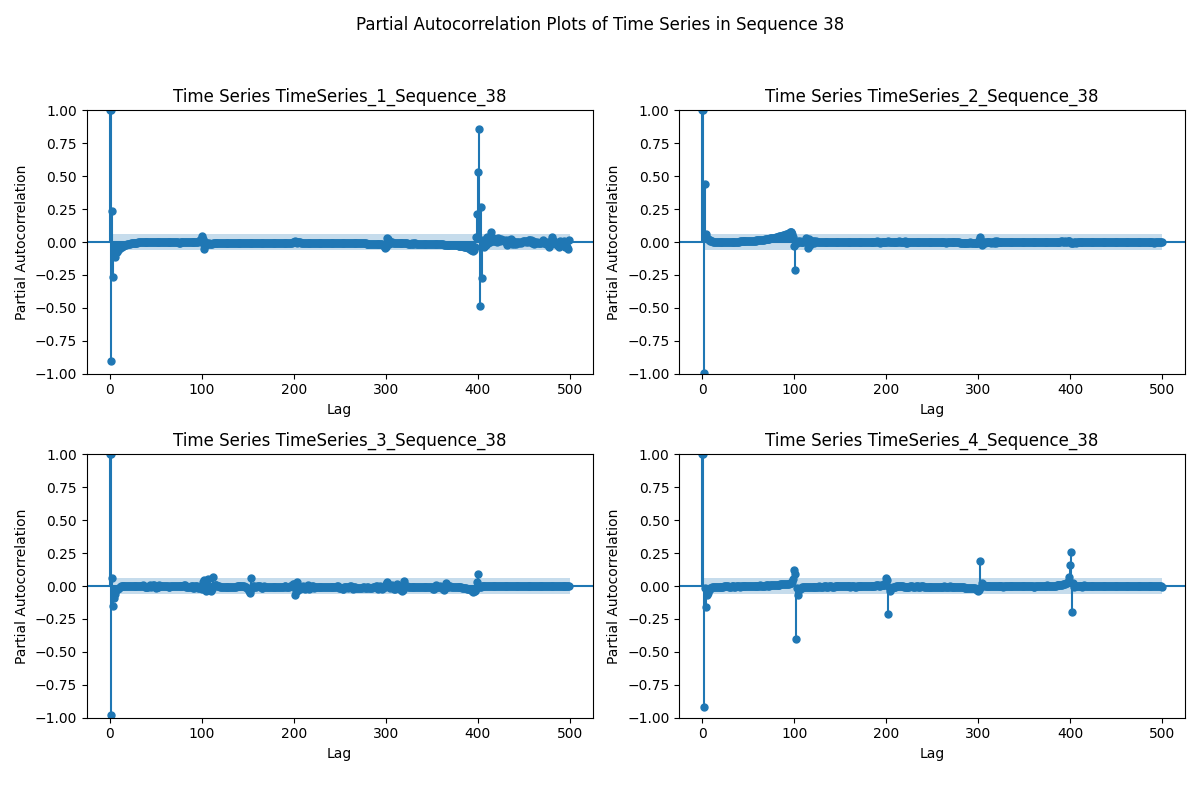 Partial Autocorrelation Plots of Time Series in Sequence 38
Time Series TimeSeries_1_Sequence_38
Partial Autocorrelation
1.00
0.75
0.50
0.25
0.00
−0.25
−0.50
−0.75
−1.00
0 100 200 300 400 500
Lag
Time Series TimeSeries_2_Sequence_38
Partial Autocorrelation
1.00
0.75
0.50
0.25
0.00
−0.25
−0.50
−0.75
−1.00
0 100 200 300 400 500
Lag
Time Series TimeSeries_3_Sequence_38
Partial Autocorrelation
1.00
0.75
0.50
0.25
0.00
−0.25
−0.50
−0.75
−1.00
0 100 200 300 400 500
Lag
Time Series TimeSeries_4_Sequence_38
Partial Autocorrelation
1.00
0.75
0.50
0.25
0.00
−0.25
−0.50
−0.75
−1.00
0 100 200 300 400 500
Lag